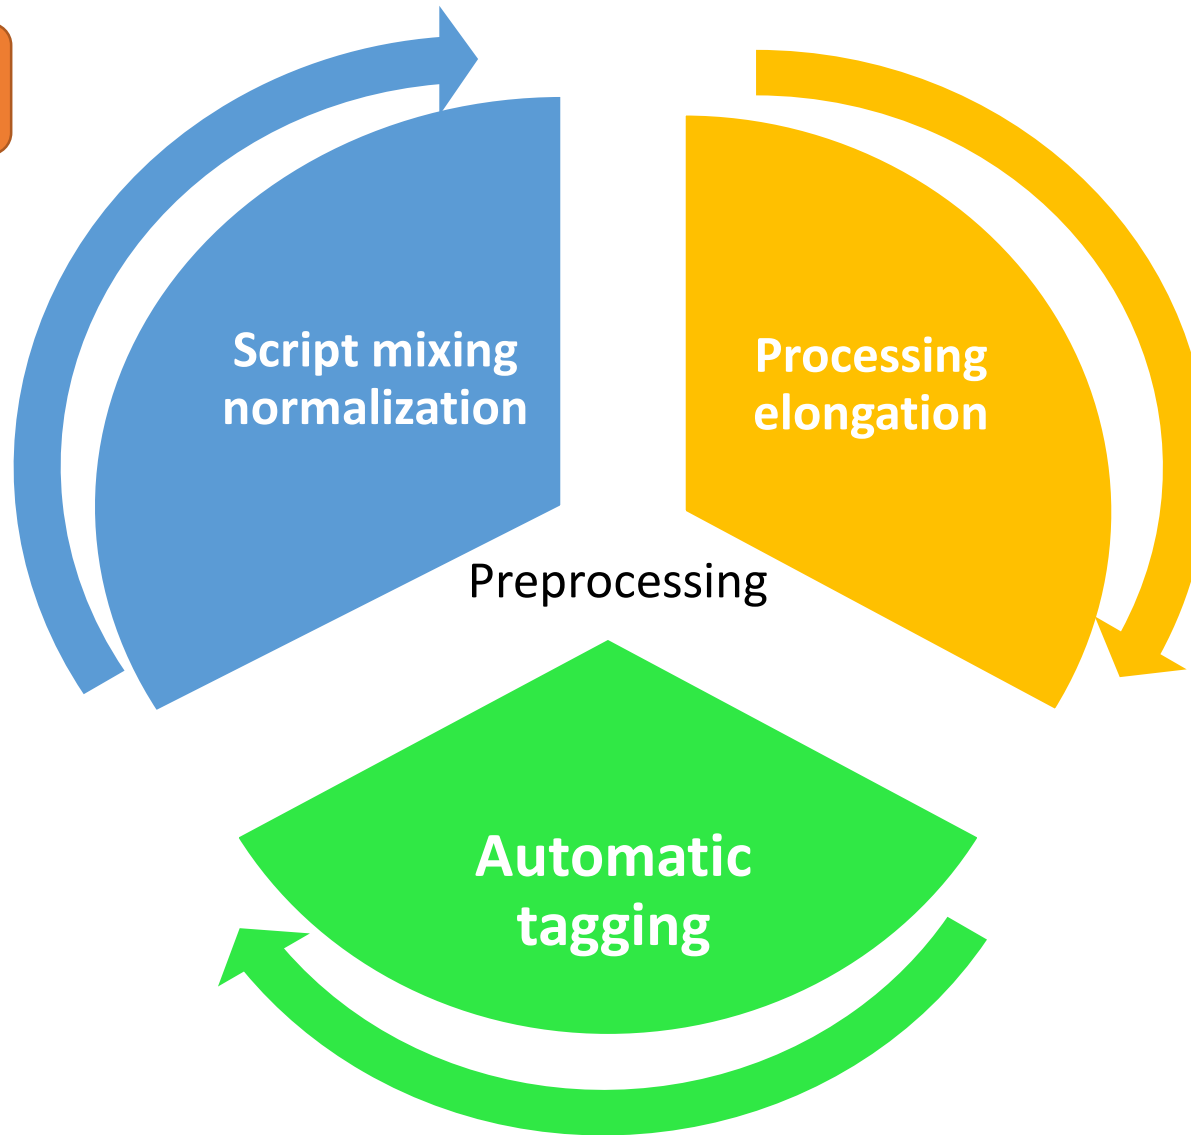 Script mixing
normalization
Processing
elongation
Preprocessing
Automatic
tagging